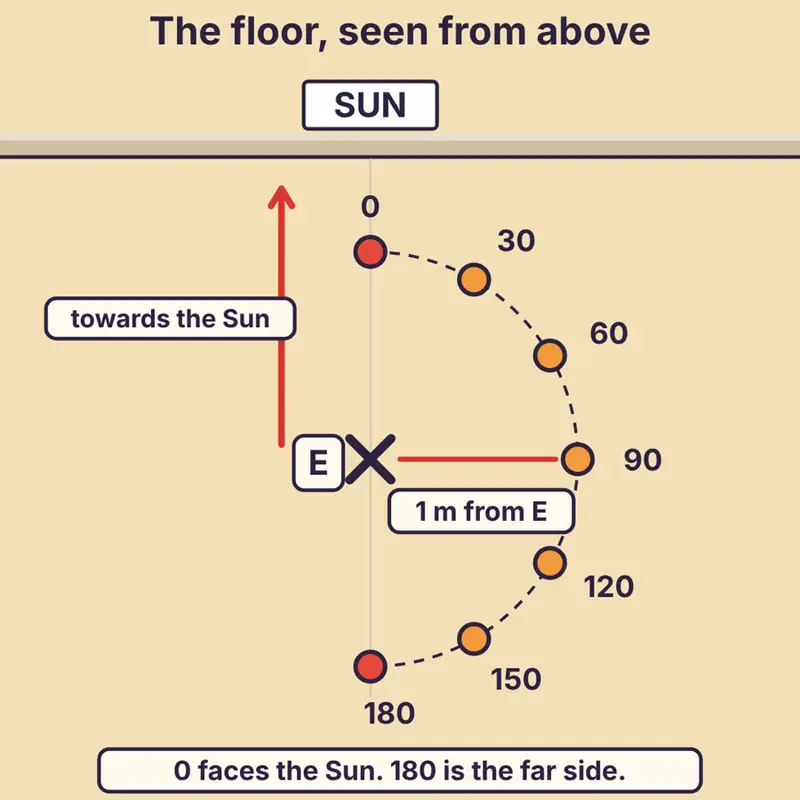 The floor, seen from above
SUN
0
30
towards the Sun
60
E
90
1 m from E
120
150
180
0 faces the Sun. 180 is the far side.